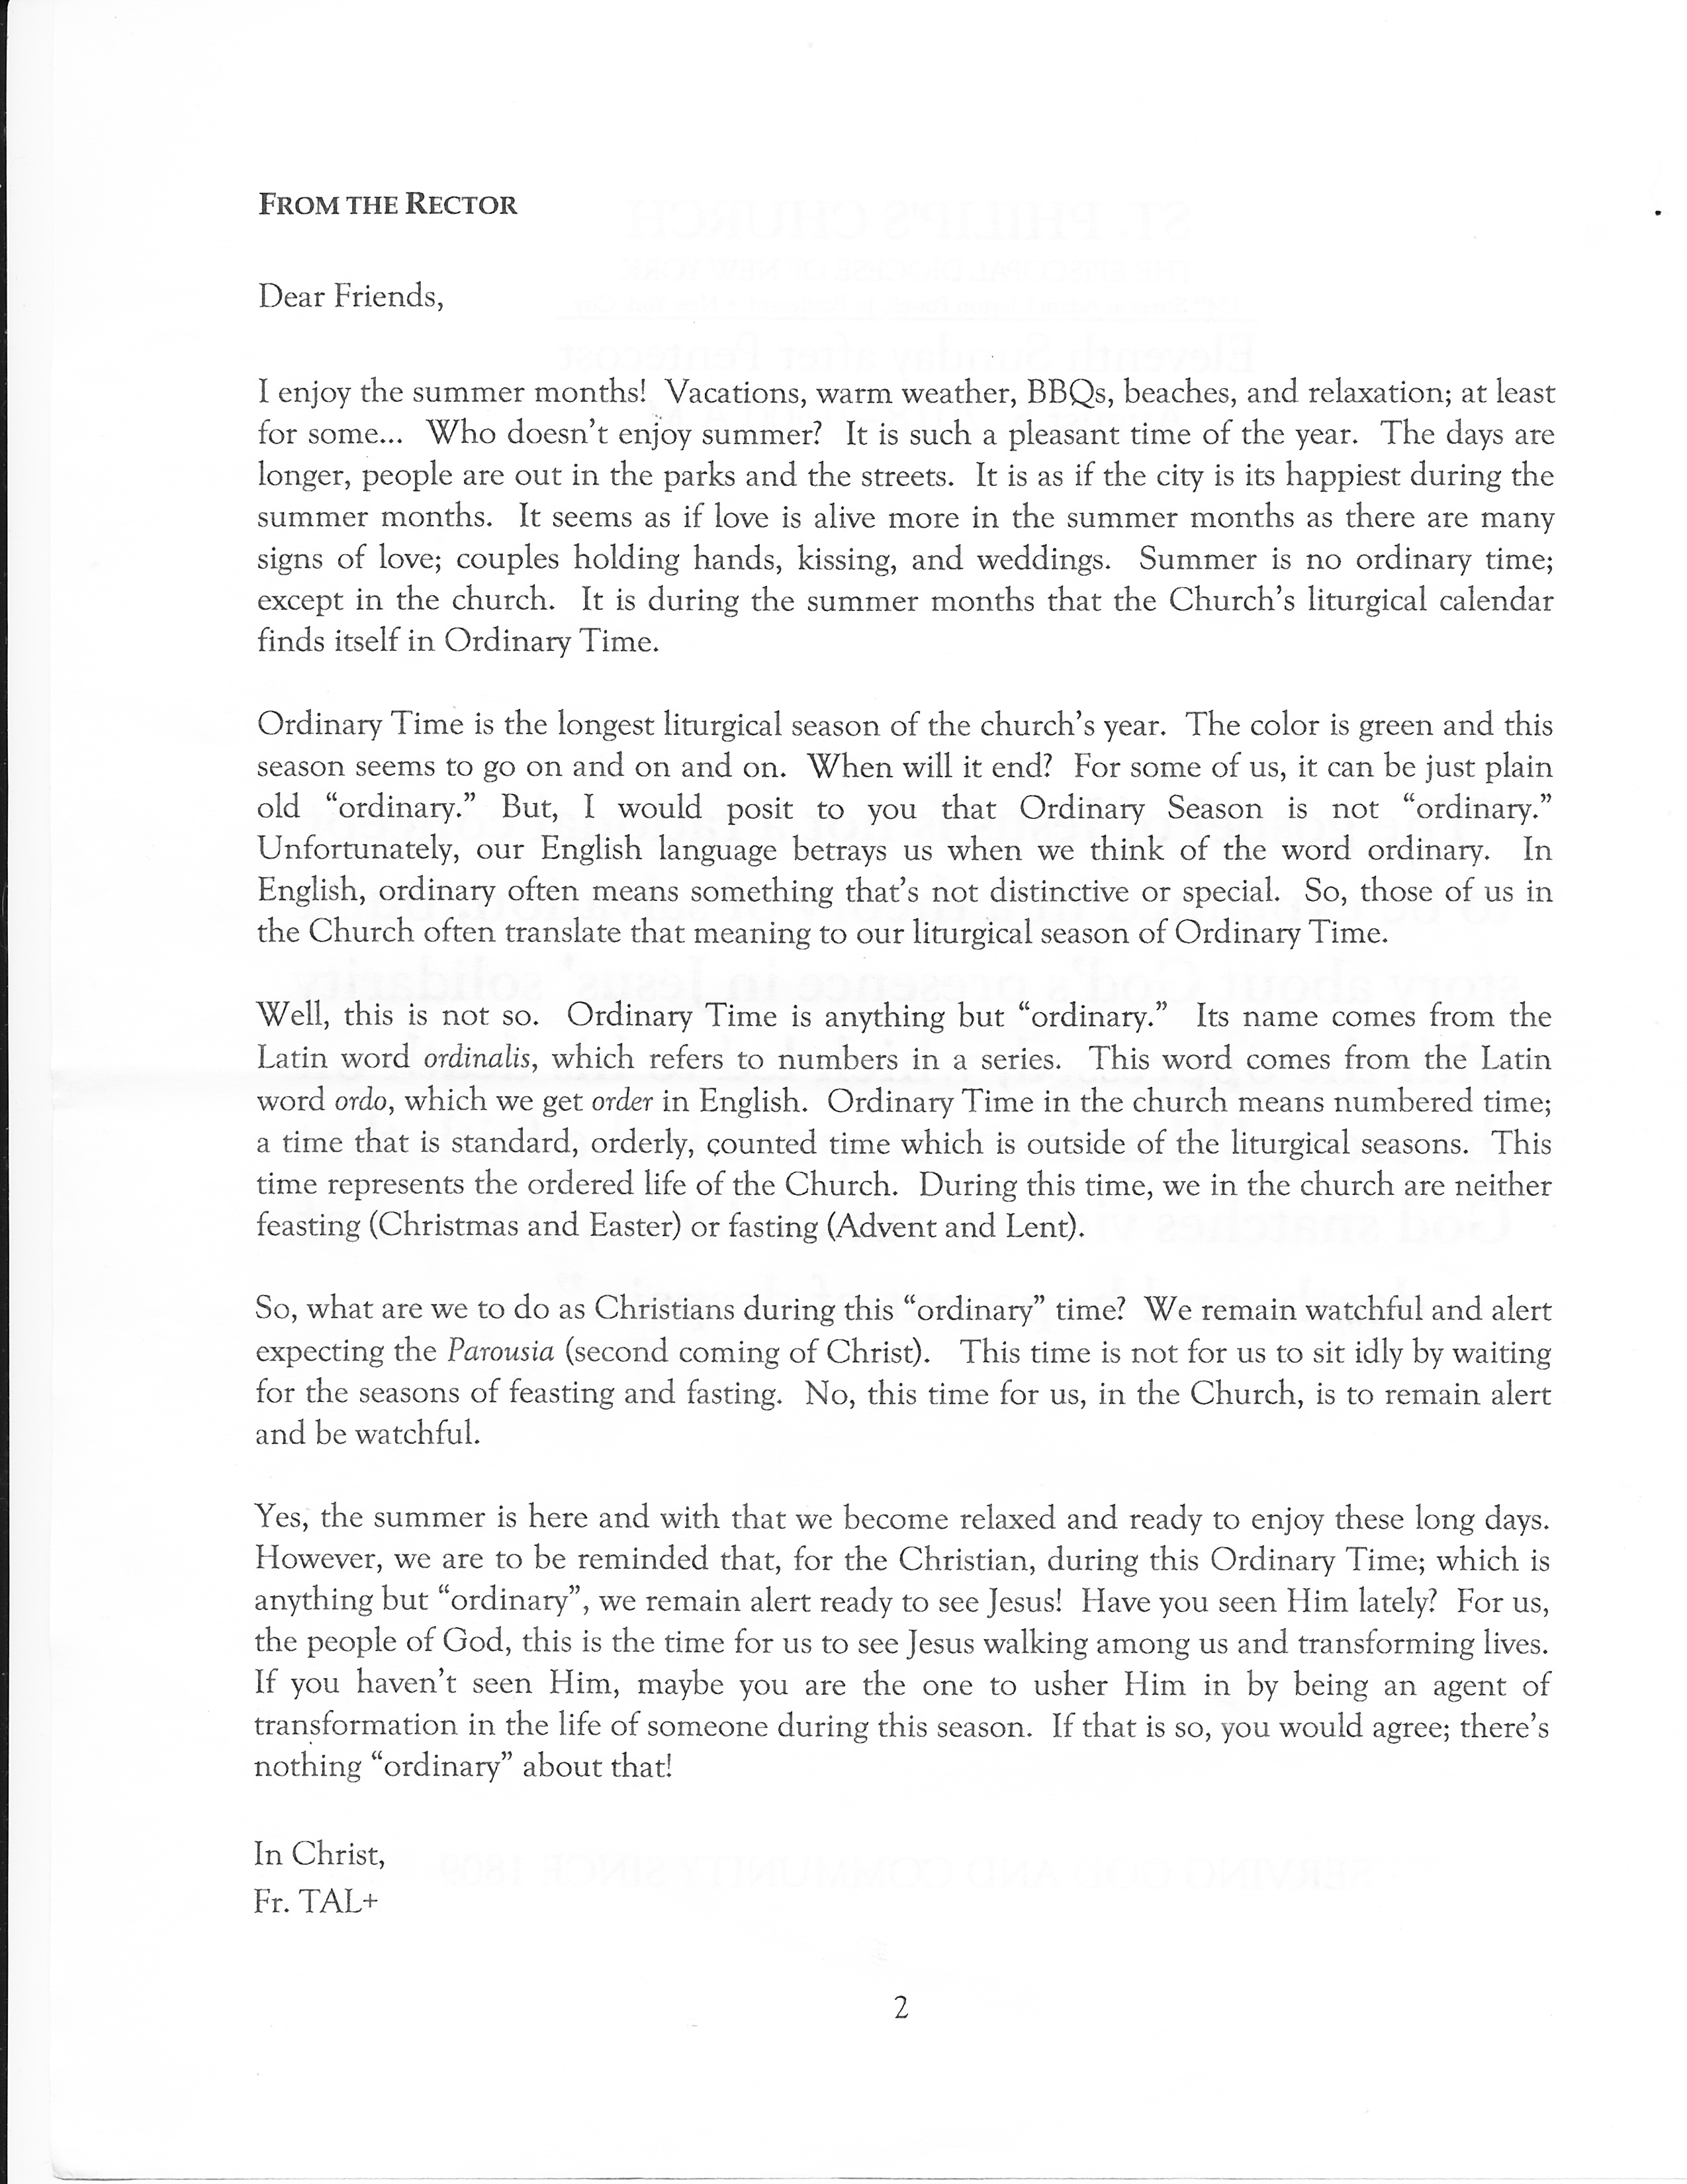 FROM THE RECTOR
Dear Friends,
I enjoy the summer months! Vacations, warm weather, BBQs, beaches, and relaxation; at least
for some... Who doesn't enjoy summer? It is such a pleasant time of the year. The days are
longer, people are out in the parks and the streets. It is as if the city is its happiest during the
summer months. It seems as if love is alive more in the summer months as there are many
signs of love; couples holding hands, kissing, and weddings. Summer is no ordinary time;
except in the church. It is during the summer months that the Church's liturgical calendar
finds itself in Ordinary Time.
Ordinary Time is the longest liturgical season of the church's year. The color is green and this
season seems to go on and on and on. When will it end? For some of us, it can be just plain
old “ordinary.” But, I would posit to you that Ordinary Season is not “ordinary.”
Unfortunately, our English language betrays us when we think of the word ordinary. In
English, ordinary often means something that's not distinctive or special. So, those of us in
the Church often translate that meaning to our liturgical season of Ordinary Time.
Well, this is not so. Ordinary Time is anything but “ordinary.” Its name comes from the
Latin word ordinalis, which refers to numbers in a series. This word comes from the Latin
word ordo, which we get order in English. Ordinary Time in the church means numbered time;
a time that is standard, orderly, counted time which is outside of the liturgical seasons. This
time represents the ordered life of the Church. During this time, we in the church are neither
feasting (Christmas and Easter) or fasting (Advent and Lent).
So, what are we to do as Christians during this “ordinary” time? We remain watchful and alert
expecting the Parousia (second coming of Christ). This time is not for us to sit idly by waiting
for the seasons of feasting and fasting. No, this time for us, in the Church, is to remain alert
and be watchful.
Yes, the summer is here and with that we become relaxed and ready to enjoy these long days.
However, we are to be reminded that, for the Christian, during this Ordinary Time; which is
anything but “ordinary”, we remain alert ready to see Jesus! Have you seen Him lately? For us,
the people of God, this is the time for us to see Jesus walking among us and transforming lives.
If you haven't seen Him, maybe you are the one to usher Him in by being an agent of
transformation in the life of someone during this season. If that is so, you would agree; there's
nothing “ordinary” about that!
In Christ,
Fr. TAL+
2